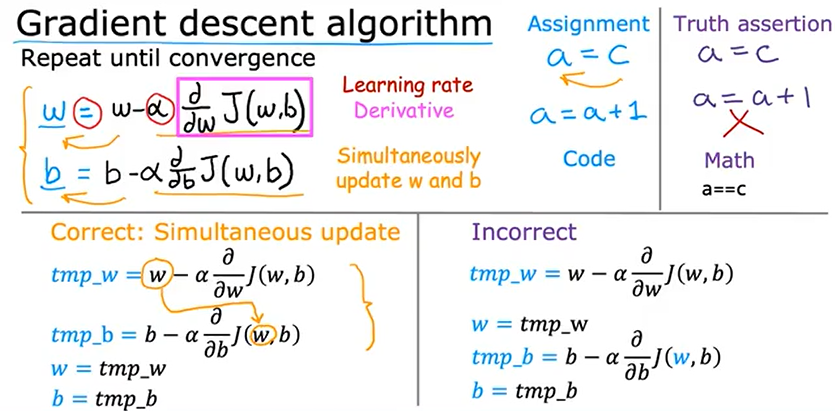 Gradient descent algorithm
Repeat until convergence
w = w - α ∂/∂w J(w,b)
b = b - α ∂/∂b J(w,b)
Learning rate
Derivative
Simultaneously
update w and b
Assignment
a = c
a = a + 1
Code
Truth assertion
a = c
a = a + 1
Math
a==c
Correct: Simultaneous update
tmp_w = w − α ∂/∂w J(w, b)
tmp_b = b − α ∂/∂b J(w, b)
w = tmp_w
b = tmp_b
Incorrect
tmp_w = w − α ∂/∂w J(w, b)
w = tmp_w
tmp_b = b − α ∂/∂b J(w, b)
b = tmp_b